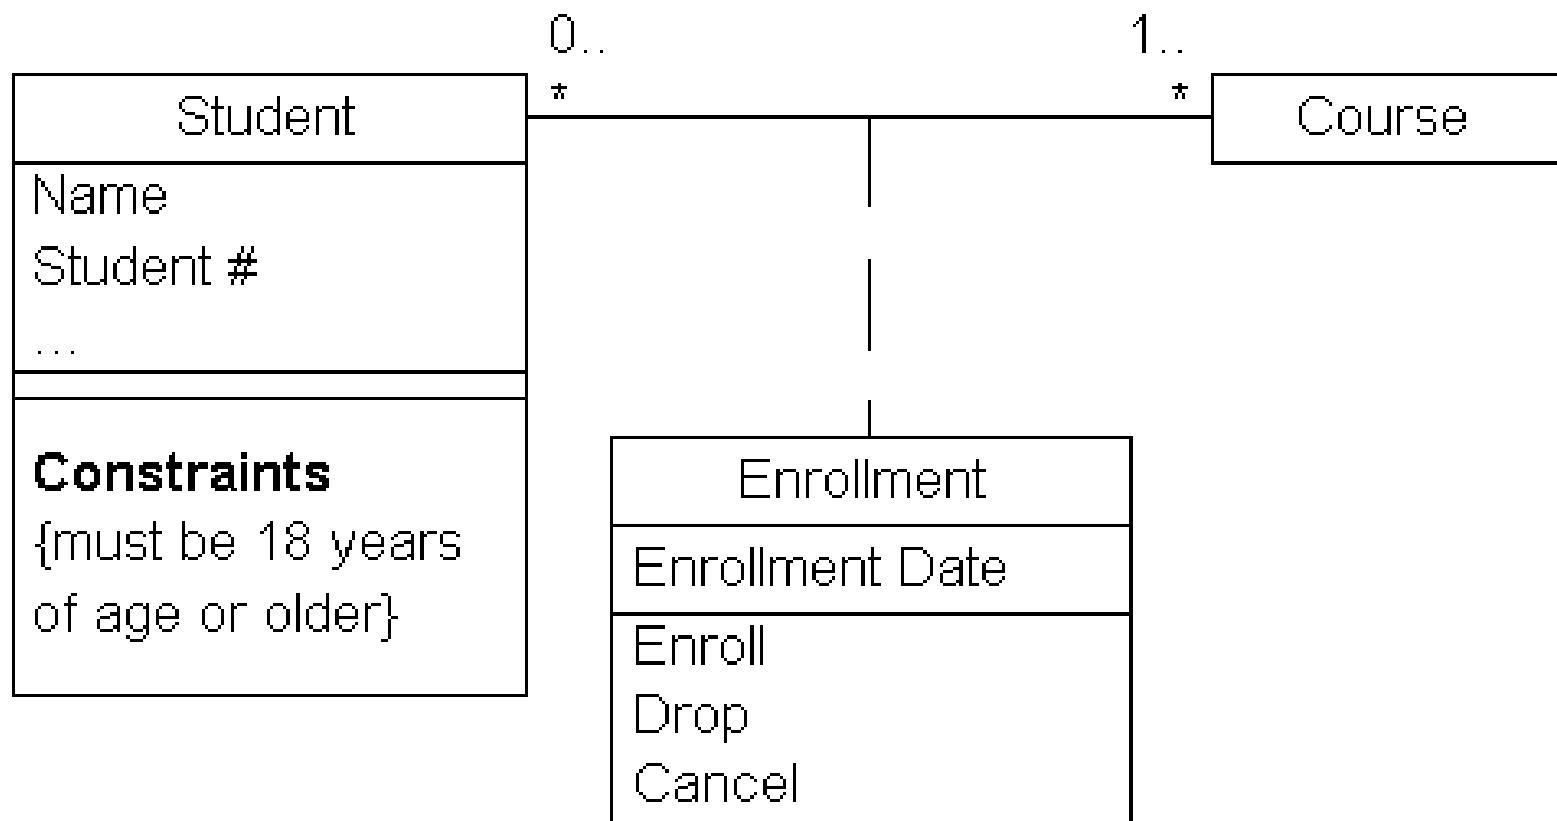 0.. 1..
* *
Student
Course
Name
Student #
...
Constraints
{must be 18 years
of age or older}
Enrollment
Enrollment Date
Enroll
Drop
Cancel